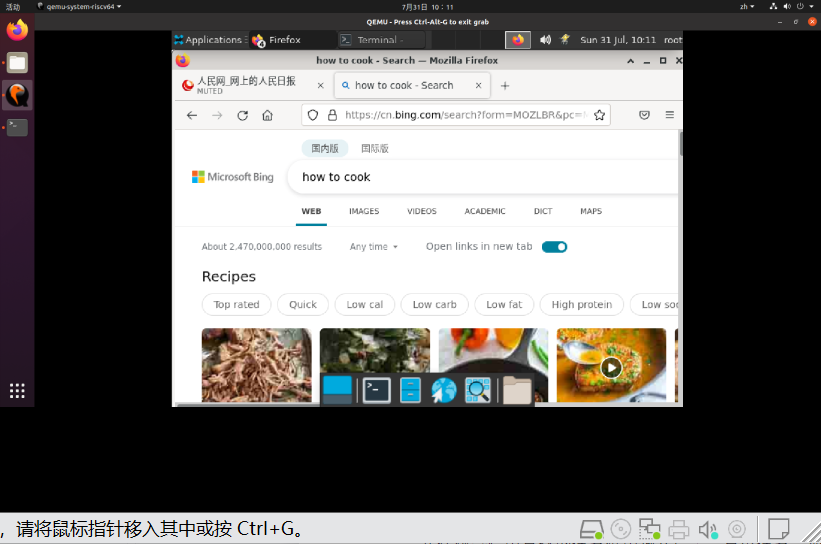 活动
qemu-system-riscv64
7月31日 10：11
zh
QEMU - Press Ctrl-Alt-G to exit grab
Applications
Firefox
4
Terminal -
Sun 31 Jul, 10:11
root
how to cook - Search — Mozilla Firefox
人民网_网上的人民日报
MUTED
how to cook - Search
https://cn.bing.com/search?form=MOZLBR&pc=
国内版
国际版
Microsoft Bing
how to cook
WEB
IMAGES
VIDEOS
ACADEMIC
DICT
MAPS
About 2,470,000,000 results
Any time
Open links in new tab
Recipes
Top rated
Quick
Low cal
Low carb
Low fat
High protein
Low so
，请将鼠标指针移入其中或按 Ctrl+G。